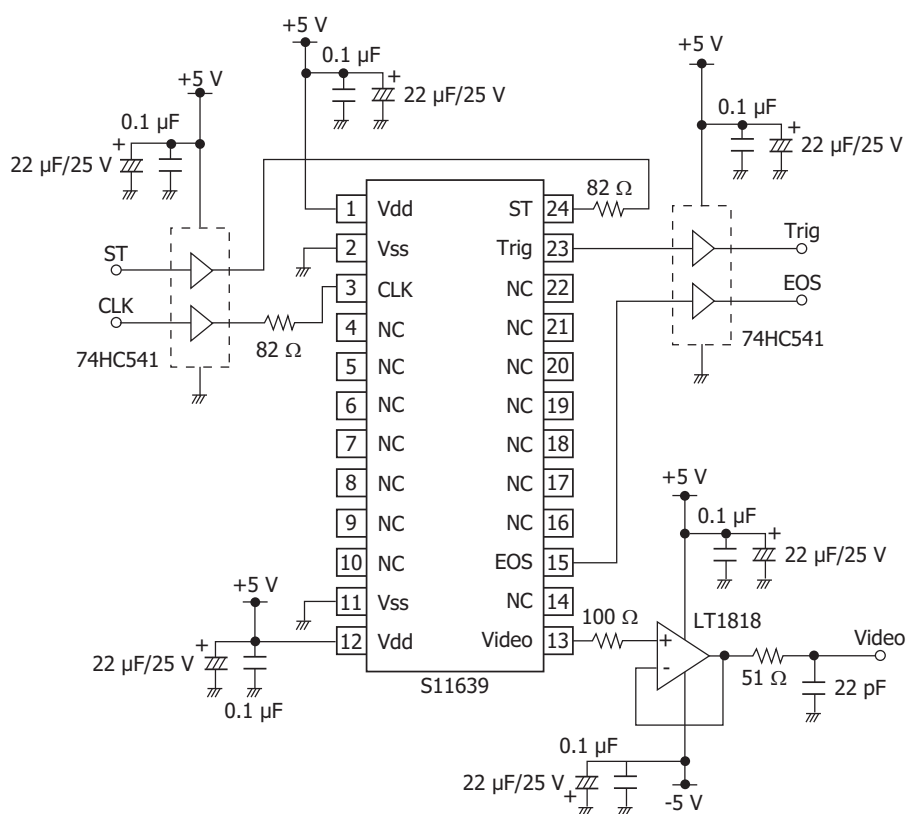 +5 V
0.1 µF
+
22 µF/25 V
+5 V
0.1 µF
+
22 µF/25 V
+5 V
0.1 µF
+
22 µF/25 V
ST
CLK
74HC541
82 Ω
82 Ω
1 Vdd
2 Vss
3 CLK
4 NC
5 NC
6 NC
7 NC
8 NC
9 NC
10 NC
11 Vss
12 Vdd
ST 24
Trig 23
NC 22
NC 21
NC 20
NC 19
NC 18
NC 17
NC 16
EOS 15
NC 14
Video 13
S11639
Trig
EOS
74HC541
+5 V
+
22 µF/25 V
0.1 µF
+5 V
0.1 µF
+
22 µF/25 V
100 Ω
LT1818
+
-
51 Ω
Video
22 pF
0.1 µF
22 µF/25 V
+
-5 V